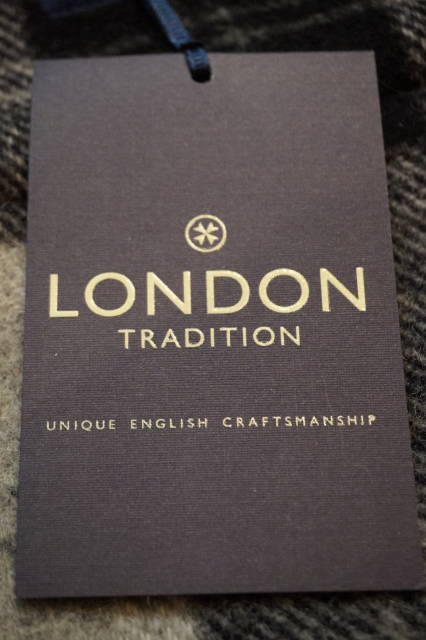 LONDON
TRADITION
UNIQUE ENGLISH CRAFTSMANSHIP